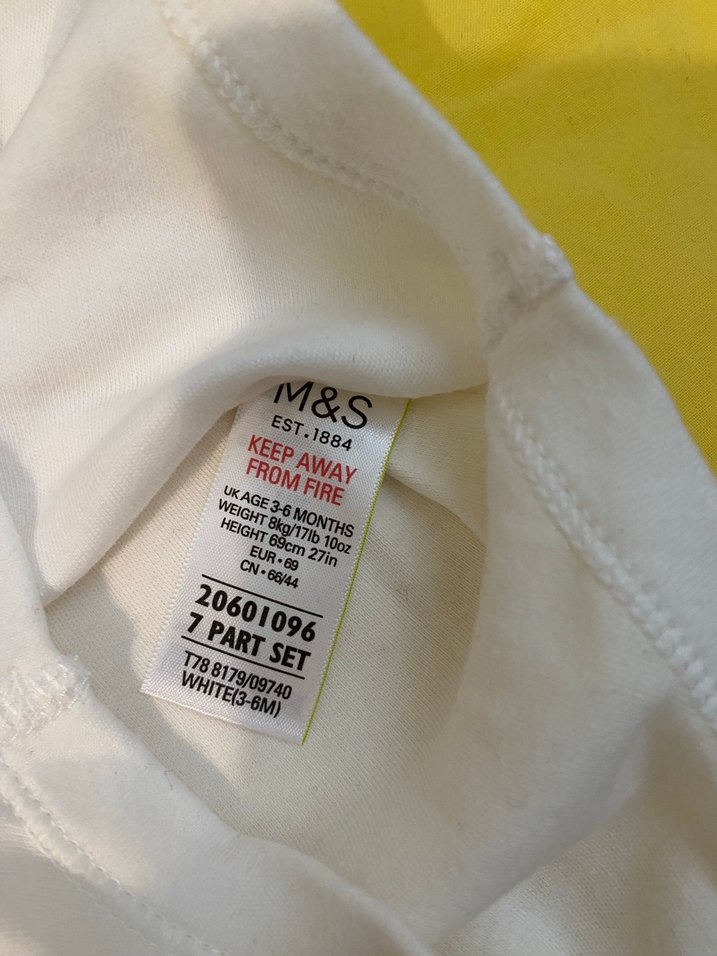 M&S
EST.1884
KEEP AWAY
FROM FIRE
UK AGE 3-6 MONTHS
WEIGHT 8kg/17lb 10oz
HEIGHT 69cm 27in
EUR•69
CN•66/44
20601096
7 PART SET
T78 8179/09740
WHITE(3-6M)